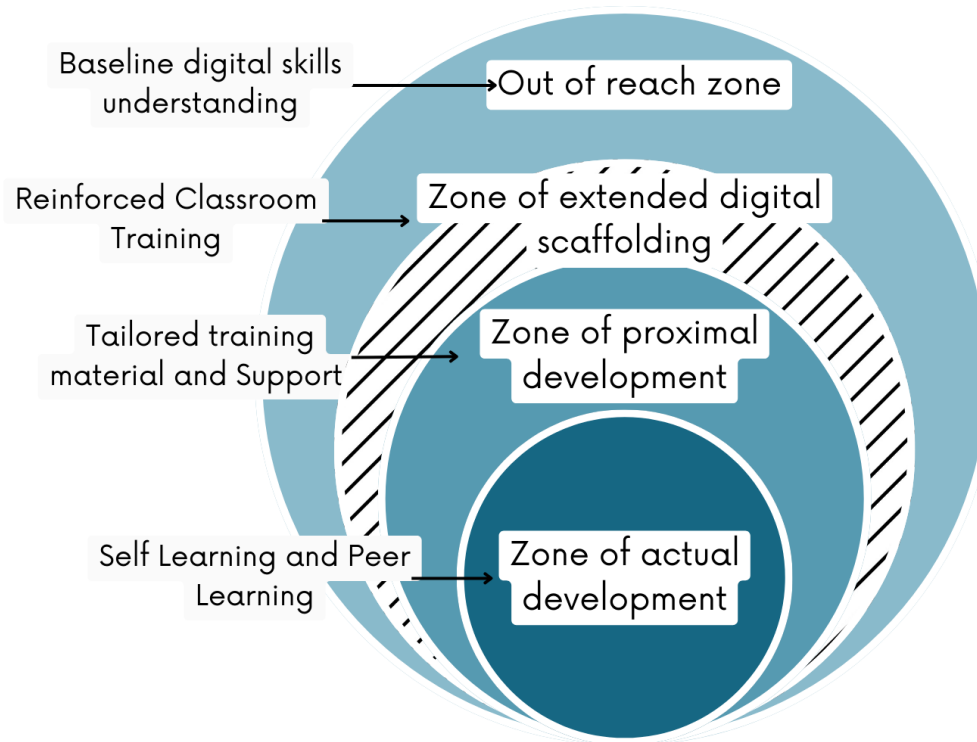 Baseline digital skills
understanding
Out of reach zone
Reinforced Classroom
Training
Zone of extended digital
scaffolding
Tailored training
material and Support
Zone of proximal
development
Self Learning and Peer
Learning
Zone of actual
development